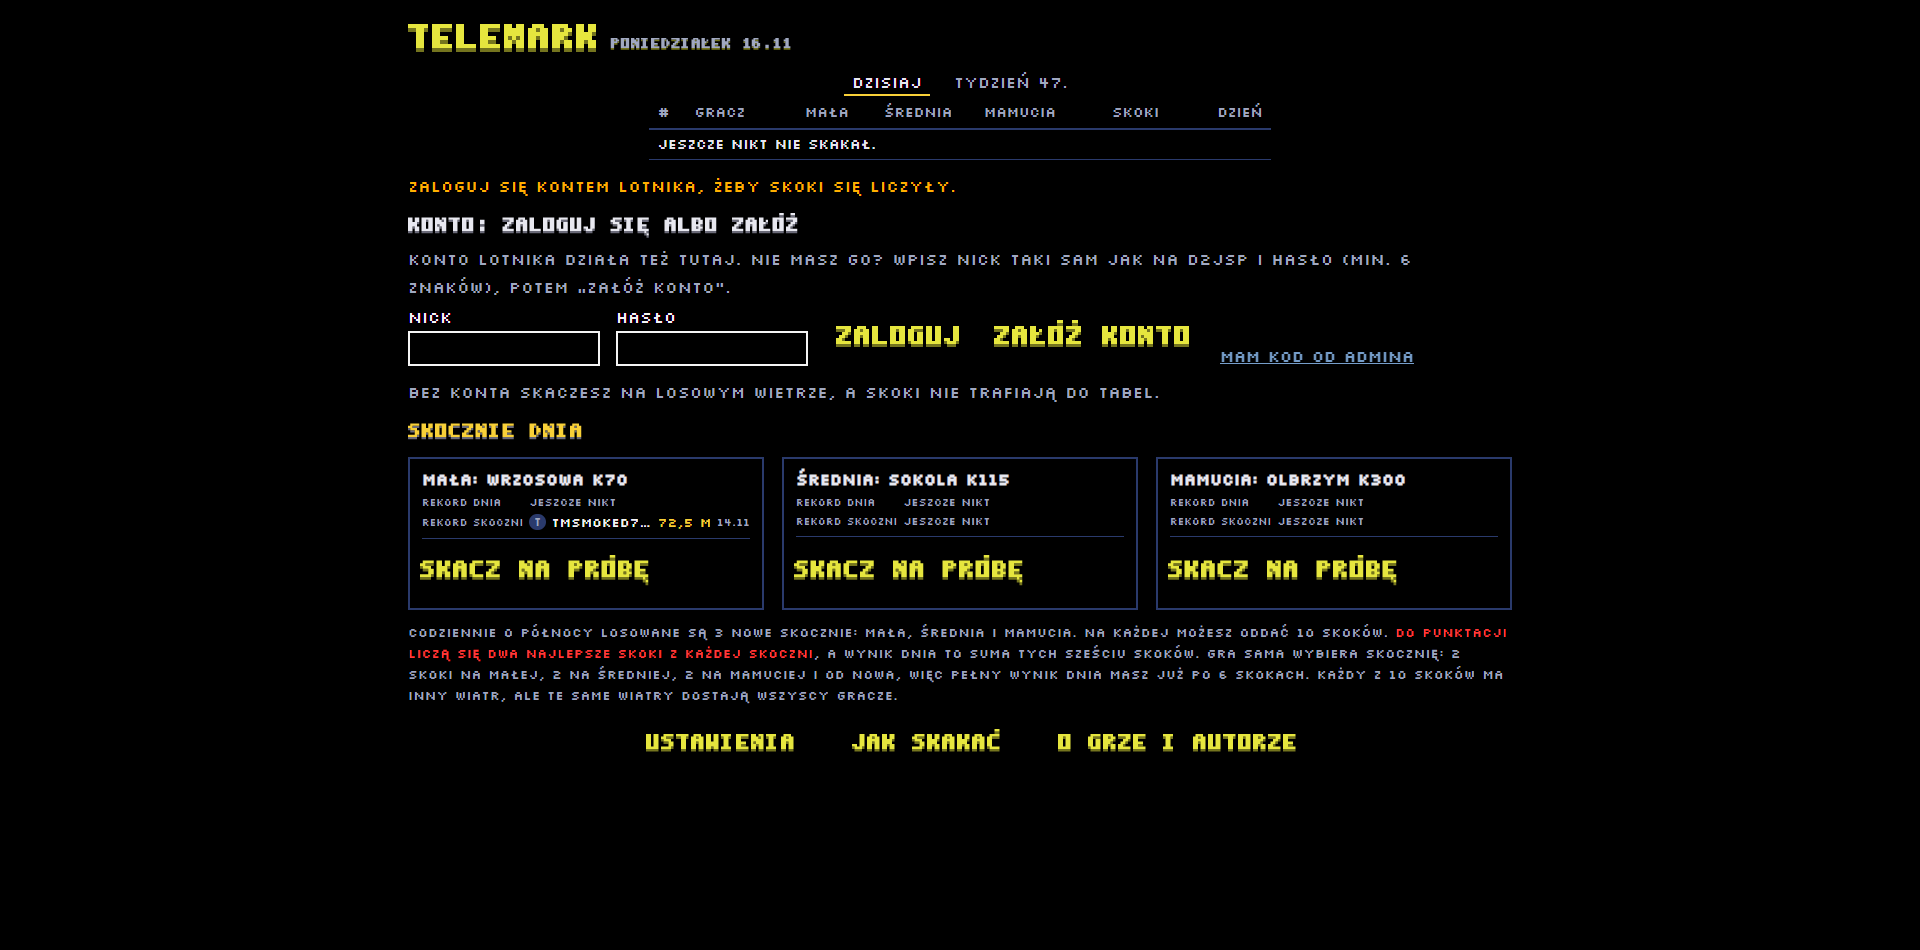 TELEMARK PONIEDZIAŁEK 16.11
DZISIAJ TYDZIEŃ 47.
# GRACZ MAŁA ŚREDNIA MAMUCIA SKOKI DZIEŃ
JESZCZE NIKT NIE SKAKAŁ.
ZALOGUJ SIĘ KONTEM LOTNIKA, ŻEBY SKOKI SIĘ LICZYŁY.
KONTO: ZALOGUJ SIĘ ALBO ZAŁÓŻ
KONTO LOTNIKA DZIAŁA TEŻ TUTAJ. NIE MASZ GO? WPISZ NICK TAKI SAM JAK NA D2JSP I HASŁO (MIN. 6
ZNAKÓW), POTEM „ZAŁÓŻ KONTO".
NICK HASŁO
ZALOGUJ ZAŁÓŻ KONTO
MAM KOD OD ADMINA
BEZ KONTA SKACZESZ NA LOSOWYM WIETRZE, A SKOKI NIE TRAFIAJĄ DO TABEL.
SKOCZNIE DNIA
MAŁA: WRZOSOWA K70
REKORD DNIA JESZCZE NIKT
REKORD SKOCZNI T TMSMOKED7… 72,5 M 14.11
SKACZ NA PRÓBĘ
ŚREDNIA: SOKOLA K115
REKORD DNIA JESZCZE NIKT
REKORD SKOCZNI JESZCZE NIKT
SKACZ NA PRÓBĘ
MAMUCIA: OLBRZYM K300
REKORD DNIA JESZCZE NIKT
REKORD SKOCZNI JESZCZE NIKT
SKACZ NA PRÓBĘ
CODZIENNIE O PÓŁNOCY LOSOWANE SĄ 3 NOWE SKOCZNIE: MAŁA, ŚREDNIA I MAMUCIA. NA KAŻDEJ MOŻESZ ODDAĆ 10 SKOKÓW. DO PUNKTACJI
LICZĄ SIĘ DWA NAJLEPSZE SKOKI Z KAŻDEJ SKOCZNI, A WYNIK DNIA TO SUMA TYCH SZEŚCIU SKOKÓW. GRA SAMA WYBIERA SKOCZNIĘ: 2
SKOKI NA MAŁEJ, 2 NA ŚREDNIEJ, 2 NA MAMUCIEJ I OD NOWA, WIĘC PEŁNY WYNIK DNIA MASZ JUŻ PO 6 SKOKACH. KAŻDY Z 10 SKOKÓW MA
INNY WIATR, ALE TE SAME WIATRY DOSTAJĄ WSZYSCY GRACZE.
USTAWIENIA JAK SKAKAĆ O GRZE I AUTORZE